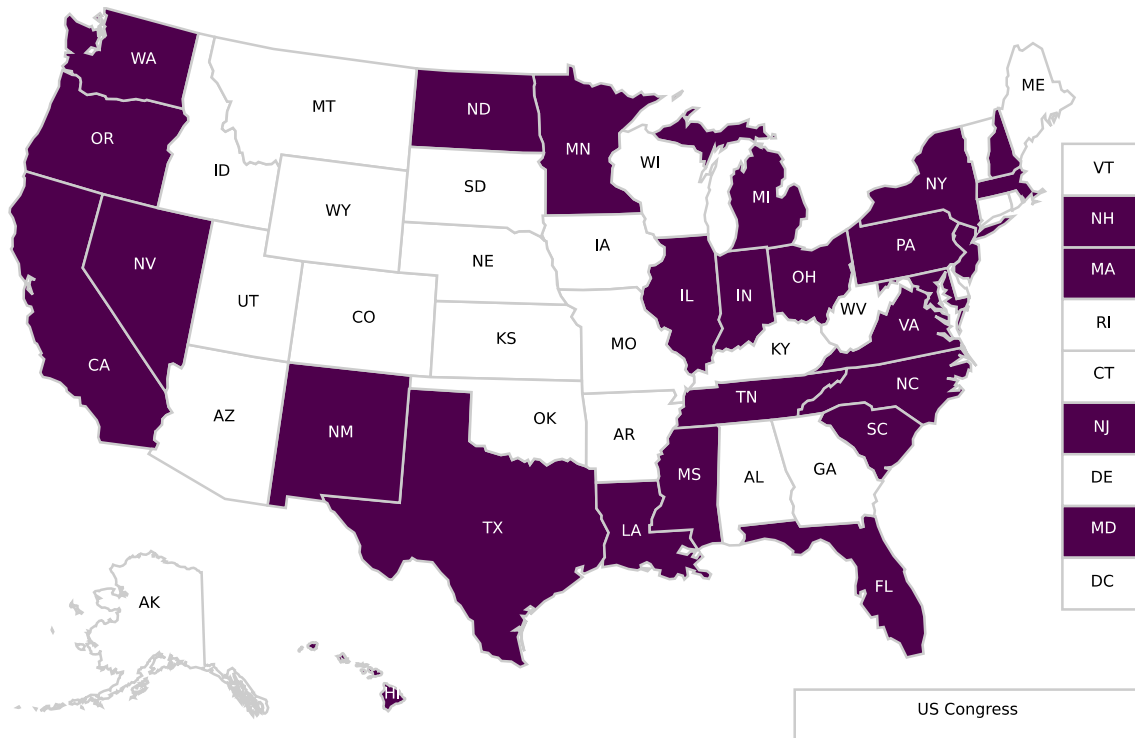 WA
MT
ND
MN
ME
OR
ID
SD
WI
MI
NY
VT
NH
WY
IA
PA
MA
NV
NE
OH
IL
IN
UT
CO
KS
MO
WV
VA
RI
CA
KY
CT
AZ
NM
OK
AR
TN
NC
SC
NJ
MS
AL
GA
DE
TX
LA
MD
FL
DC
AK
HI
US Congress